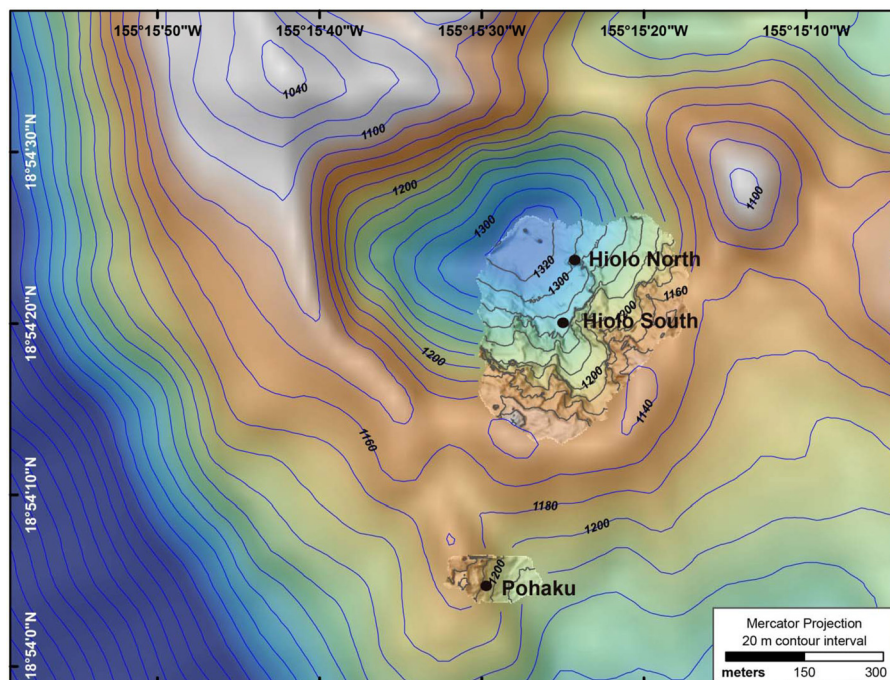 155°15'50"W 155°15'40"W 155°15'30"W 155°15'20"W 155°15'10"W
1040
1100
18°54'30"N
1200
1100
1300
1320
Hiolo North
1300
1160
1200
18°54'20"N
Hiolo South
1200
1200
1140
1160
18°54'10"N
1180
1200
1200
Pohaku
18°54'0"N
Mercator Projection
20 m contour interval
meters 150 300